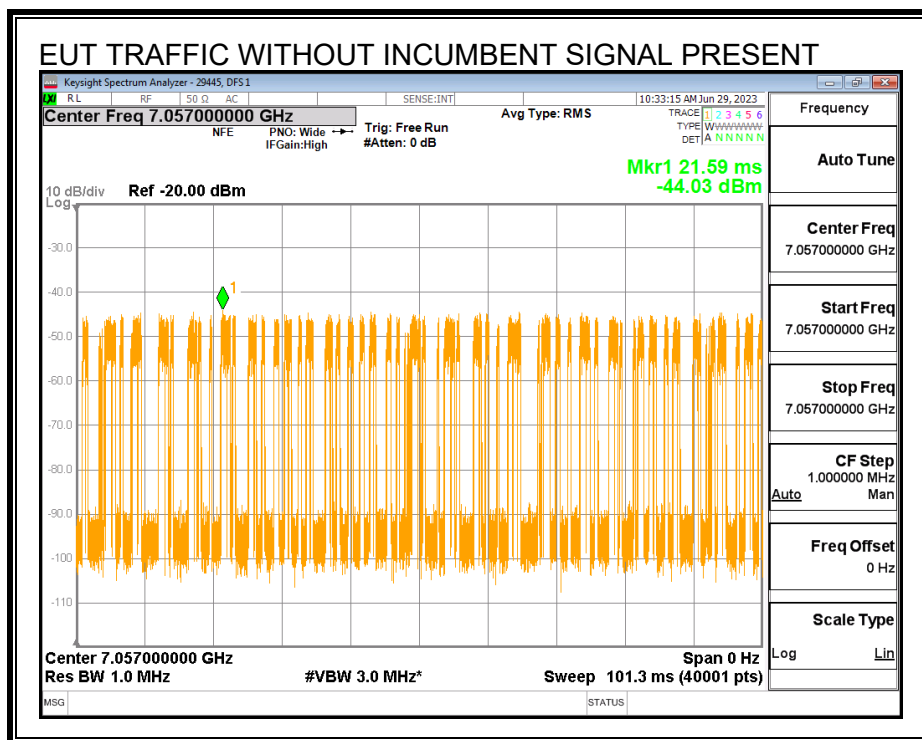 EUT TRAFFIC WITHOUT INCUMBENT SIGNAL PRESENT
Keysight Spectrum Analyzer - 29445, DFS 1
LXI RL RF 50 Ω AC SENSE:INT 10:33:15 AM Jun 29, 2023
Center Freq 7.057000000 GHz
NFE
PNO: Wide
IFGain:High
Trig: Free Run
#Atten: 0 dB
Avg Type: RMS
TRACE 1 2 3 4 5 6
TYPE WWWWWW
DET A N N N N N
Mkr1 21.59 ms
-44.03 dBm
10 dB/div Ref -20.00 dBm
Log
-30.0
-40.0
-50.0
-60.0
-70.0
-80.0
-90.0
-100
-110
1
Center 7.057000000 GHz Span 0 Hz
Res BW 1.0 MHz #VBW 3.0 MHz* Sweep 101.3 ms (40001 pts)
MSG STATUS
Frequency
Auto Tune
Center Freq
7.057000000 GHz
Start Freq
7.057000000 GHz
Stop Freq
7.057000000 GHz
CF Step
1.000000 MHz
Auto Man
Freq Offset
0 Hz
Scale Type
Log Lin